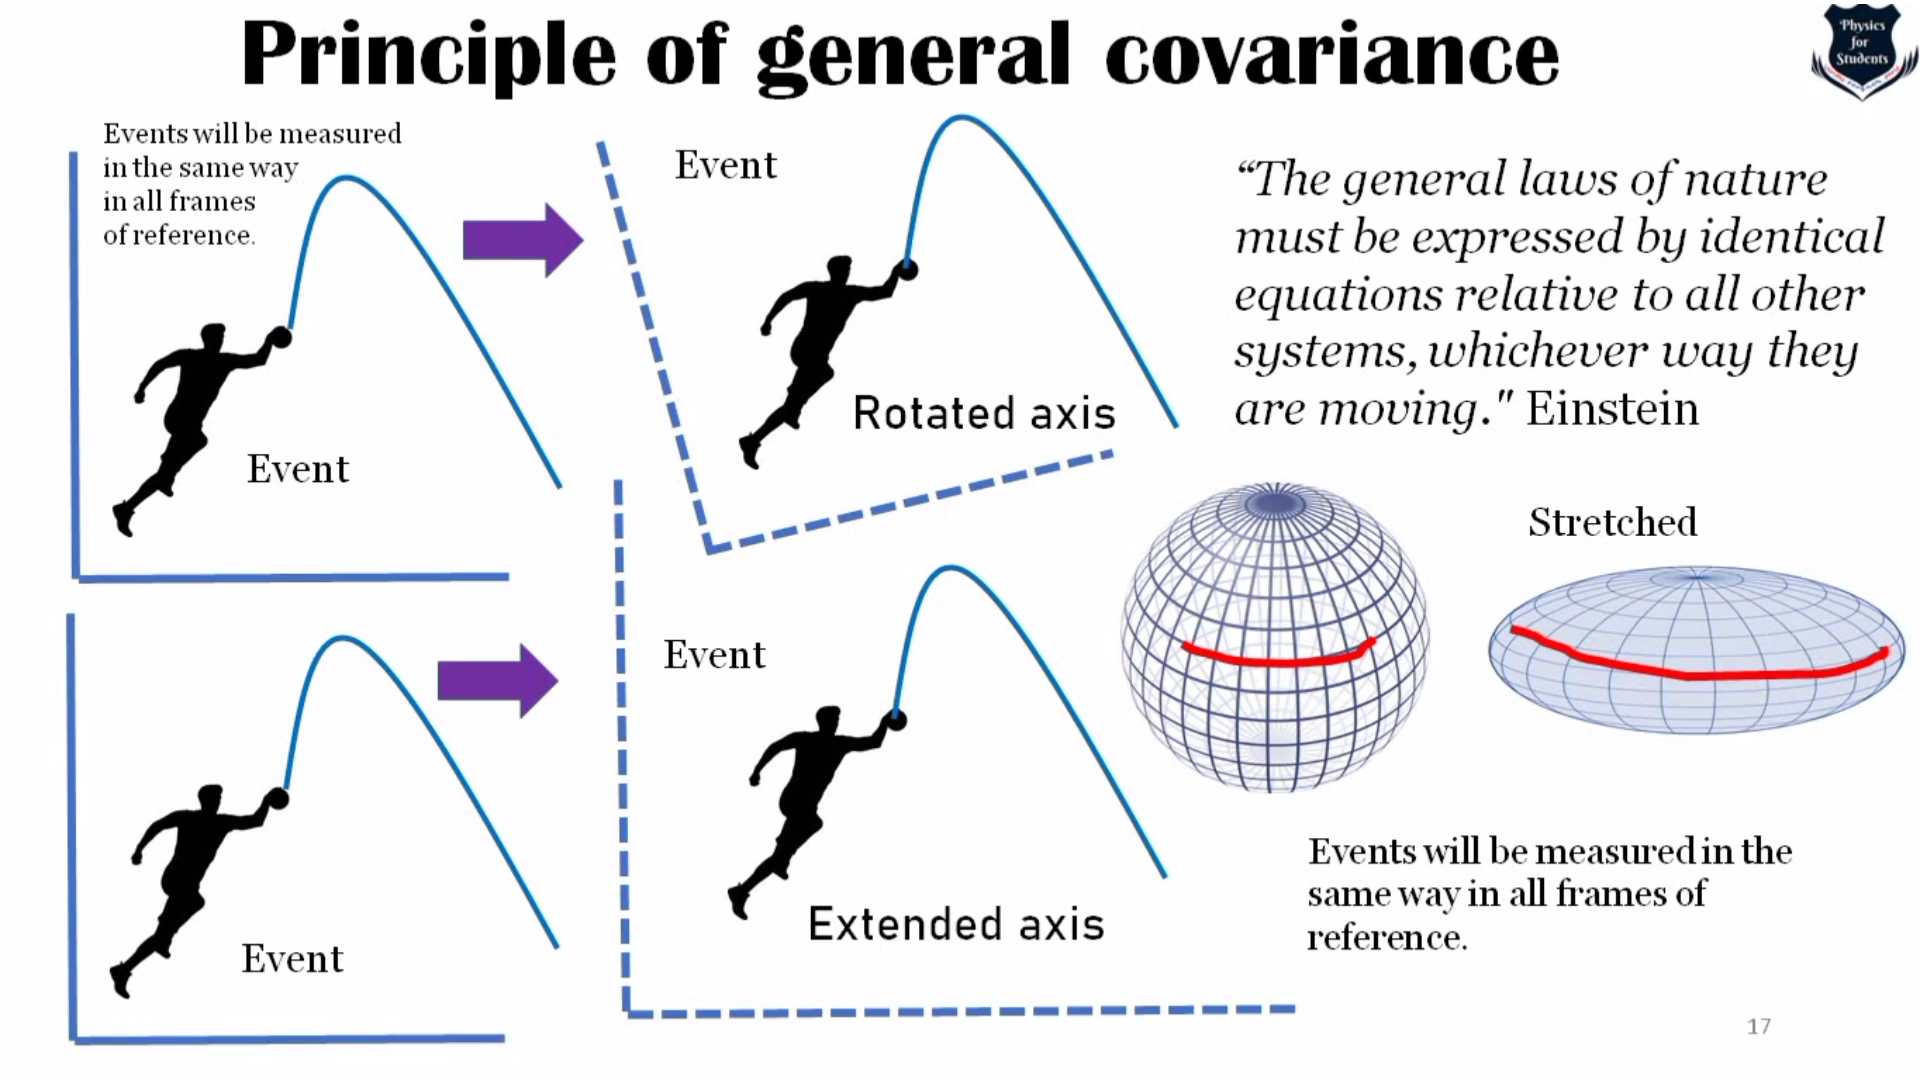 Principle of general covariance
Physics
for
Students
Events will be measured
in the same way
in all frames
of reference.
Event
Event
Rotated axis
“The general laws of nature
must be expressed by identical
equations relative to all other
systems, whichever way they
are moving." Einstein
Stretched
Event
Event
Extended axis
Events will be measured in the
same way in all frames of
reference.
17